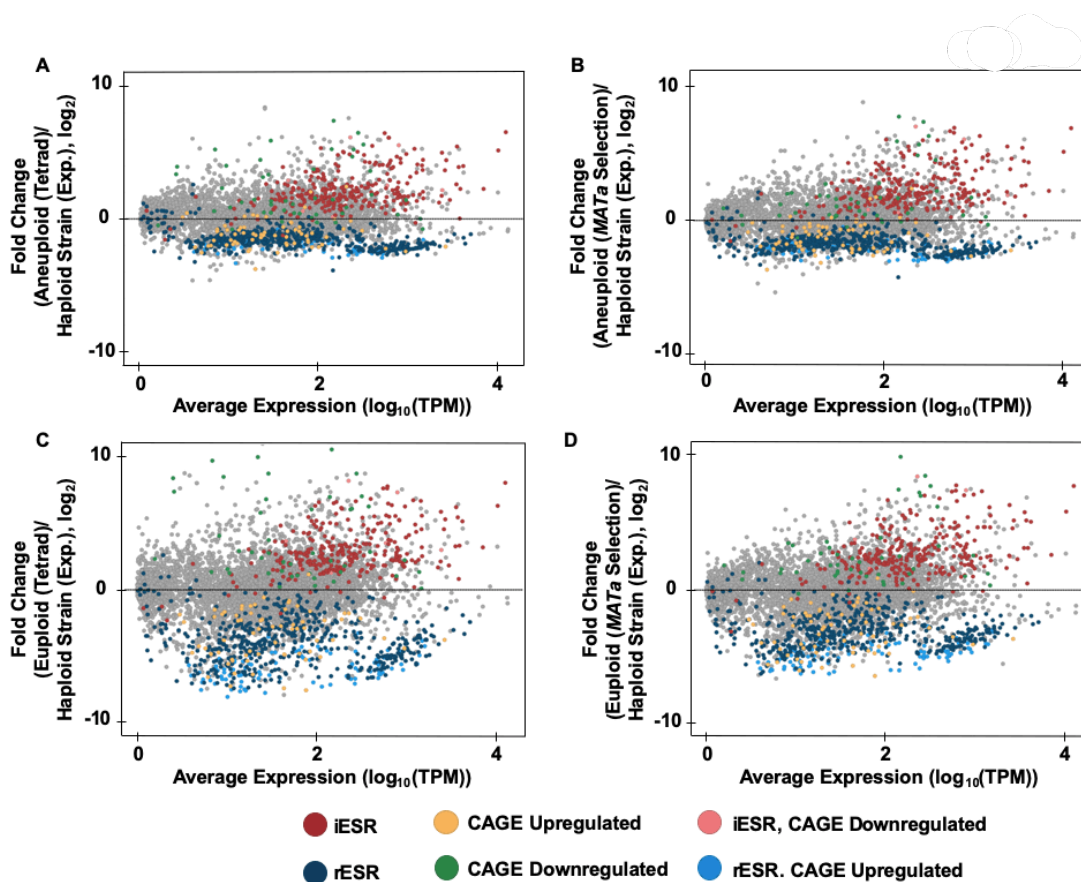 A
10
0
-10
Fold Change
(Aneuploid (Tetrad)/
Haploid Strain (Exp.), log₂)
0 2 4
Average Expression (log₁₀(TPM))
B
10
0
-10
Fold Change
(Aneuploid (MATa Selection)/
Haploid Strain (Exp.), log₂)
0 2 4
Average Expression (log₁₀(TPM))
C
10
0
-10
Fold Change
(Euploid (Tetrad)/
Haploid Strain (Exp.), log₂)
0 2 4
Average Expression (log₁₀(TPM))
D
10
0
-10
Fold Change
(Euploid (MATa Selection)/
Haploid Strain (Exp.), log₂)
0 2 4
Average Expression (log₁₀(TPM))
iESR CAGE Upregulated iESR, CAGE Downregulated
rESR CAGE Downregulated rESR. CAGE Upregulated